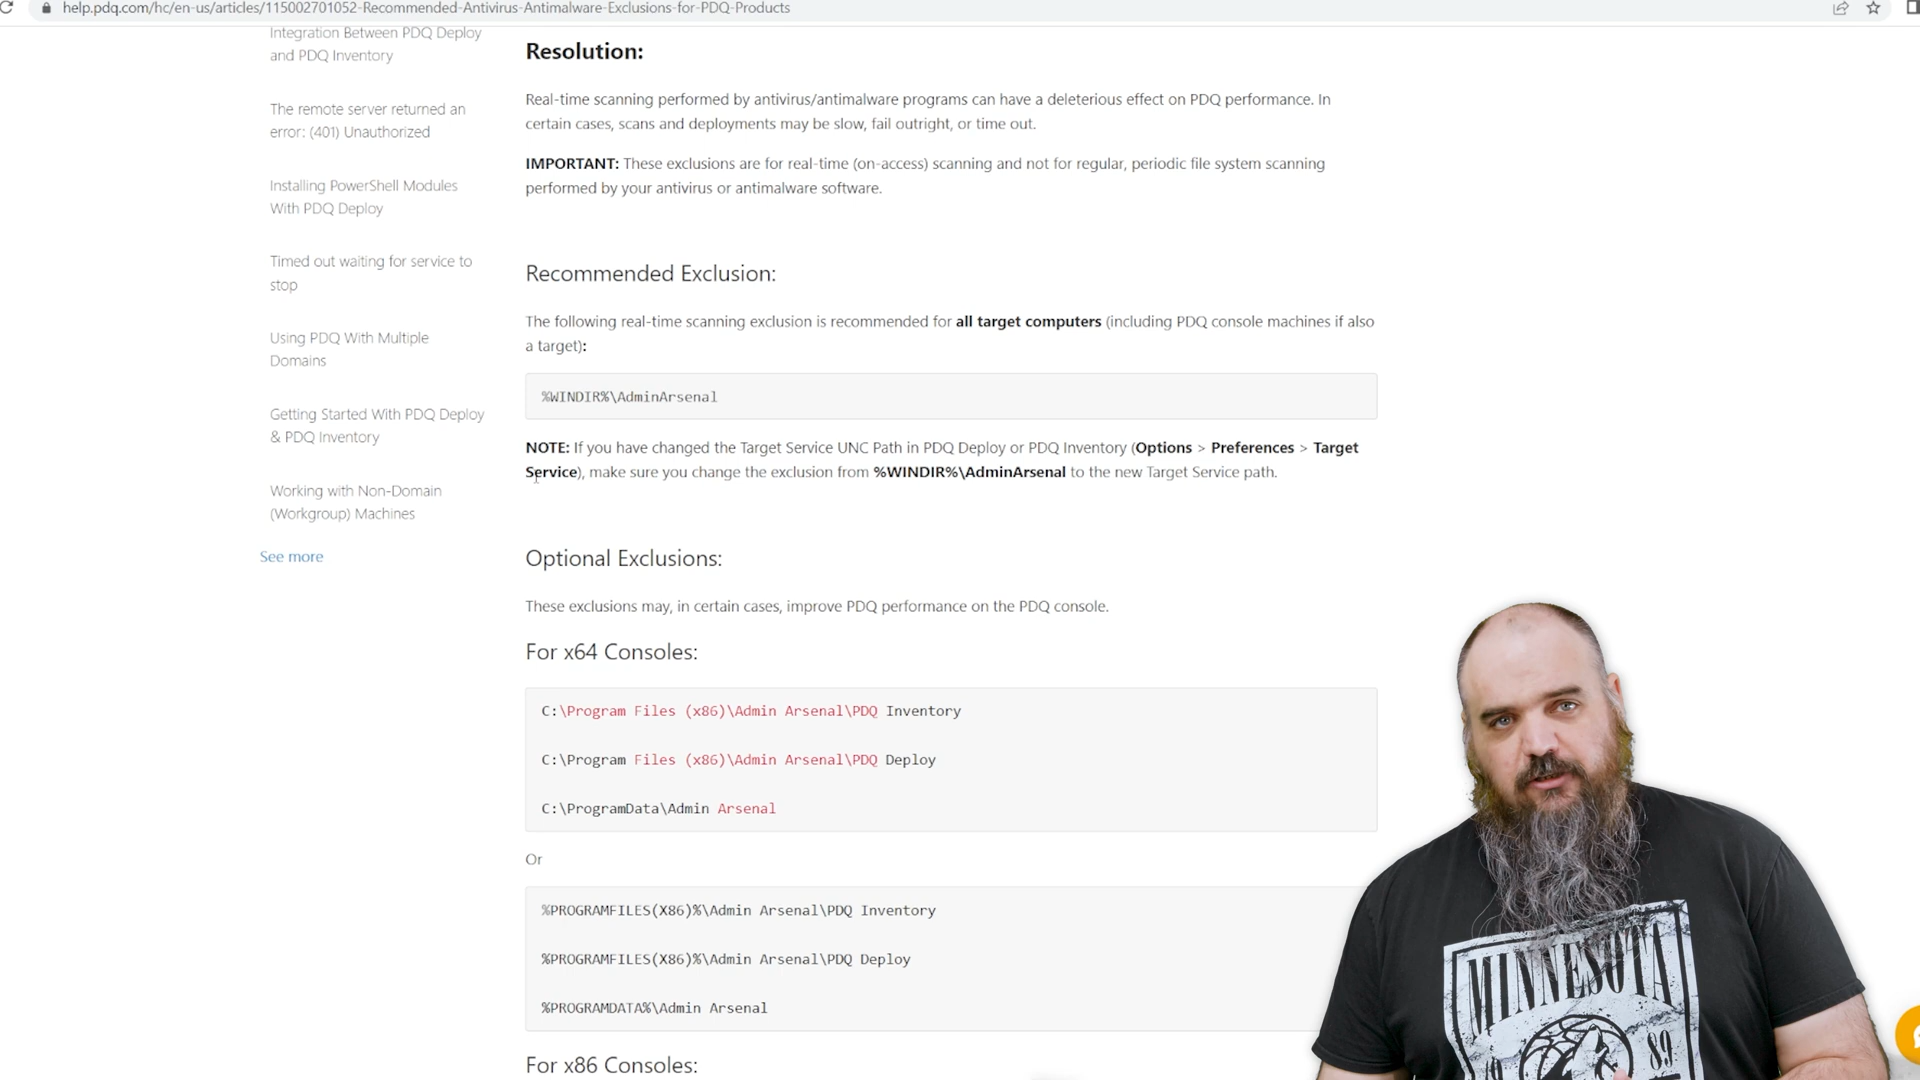 help.pdq.com/hc/en-us/articles/115002701052-Recommended-Antivirus-Antimalware-Exclusions-for-PDQ-Products
Integration Between PDQ Deploy
and PDQ Inventory
The remote server returned an
error: (401) Unauthorized
Installing PowerShell Modules
With PDQ Deploy
Timed out waiting for service to
stop
Using PDQ With Multiple
Domains
Getting Started With PDQ Deploy
& PDQ Inventory
Working with Non-Domain
(Workgroup) Machines
See more
Resolution:
Real-time scanning performed by antivirus/antimalware programs can have a deleterious effect on PDQ performance. In
certain cases, scans and deployments may be slow, fail outright, or time out.
IMPORTANT: These exclusions are for real-time (on-access) scanning and not for regular, periodic file system scanning
performed by your antivirus or antimalware software.
Recommended Exclusion:
The following real-time scanning exclusion is recommended for all target computers (including PDQ console machines if also
a target):
%WINDIR%\AdminArsenal
NOTE: If you have changed the Target Service UNC Path in PDQ Deploy or PDQ Inventory (Options > Preferences > Target
Service), make sure you change the exclusion from %WINDIR%\AdminArsenal to the new Target Service path.
Optional Exclusions:
These exclusions may, in certain cases, improve PDQ performance on the PDQ console.
For x64 Consoles:
C:\Program Files (x86)\Admin Arsenal\PDQ Inventory
C:\Program Files (x86)\Admin Arsenal\PDQ Deploy
C:\ProgramData\Admin Arsenal
Or
%PROGRAMFILES(X86)%\Admin Arsenal\PDQ Inventory
%PROGRAMFILES(X86)%\Admin Arsenal\PDQ Deploy
%PROGRAMDATA%\Admin Arsenal
For x86 Consoles:
MINNESOTA
89